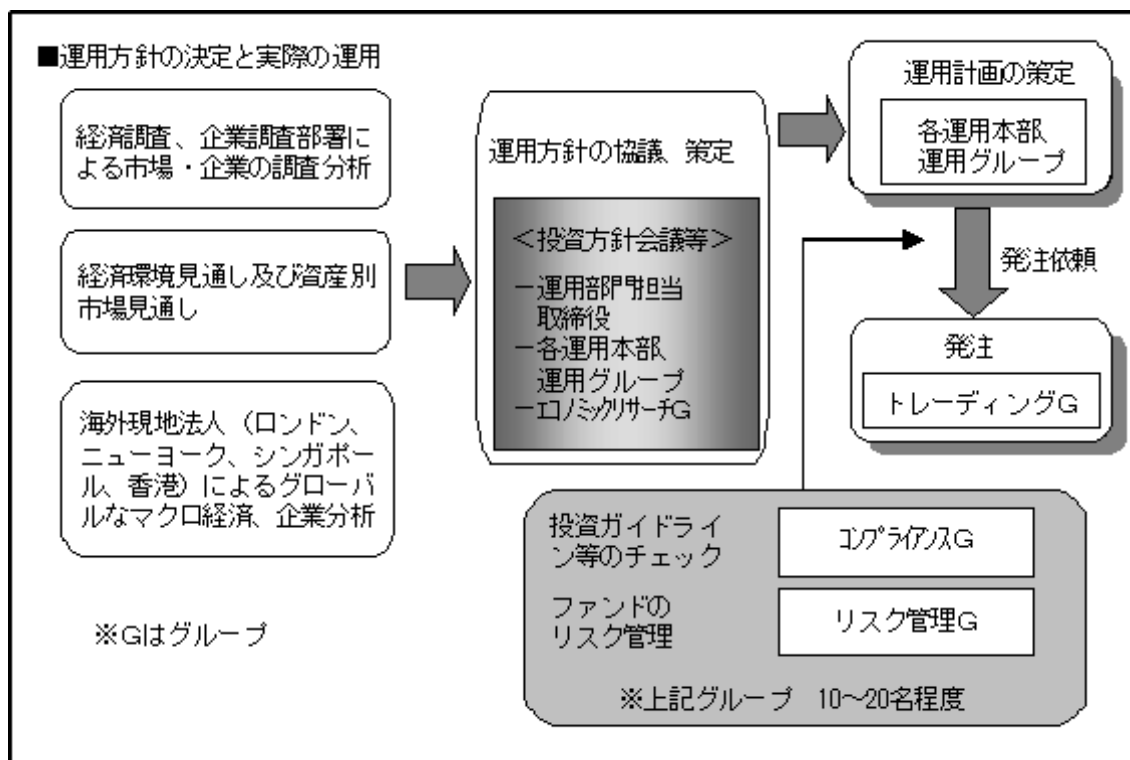 ■運用方針の決定と実際の運用
経済調査、企業調査部署に
よる市場・企業の調査分析
経済環境見通し及び資産別
市場見通し
海外現地法人（ロンドン、
ニューヨーク、シンガポー
ル、香港）によるグローバ
ルなマクロ経済、企業分析
※Gはグループ
運用方針の協議、策定
＜投資方針会議等＞
－運用部門担当
取締役
－各運用本部、
運用グループ
－エコノミックリサーチG
運用計画の策定
各運用本部、
運用グループ
発注依頼
発注
トレーディングG
投資ガイドライ
ン等のチェック
コンプライアンスG
ファンドの
リスク管理
リスク管理G
※上記グループ　10～20名程度